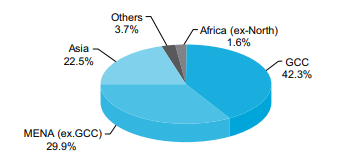 Others
3.7%
Africa (ex-North)
1.6%
Asia
22.5%
GCC
42.3%
MENA (ex.GCC)
29.9%